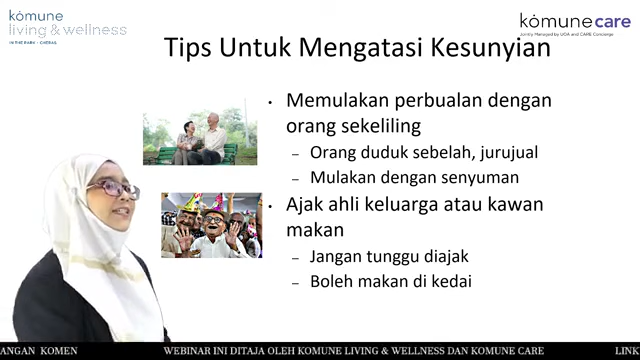 kómune
living & wellness
IN THE PARK - CHERAS
kómunecare
Jointly Managed by UOA and CARE Concierge
Tips Untuk Mengatasi Kesunyian
• Memulakan perbualan dengan
orang sekeliling
– Orang duduk sebelah, jurujual
– Mulakan dengan senyuman
• Ajak ahli keluarga atau kawan
makan
– Jangan tunggu diajak
– Boleh makan di kedai
ANGAN KOMEN WEBINAR INI DITAJA OLEH KOMUNE LIVING & WELLNESS DAN KOMUNE CARE LINK